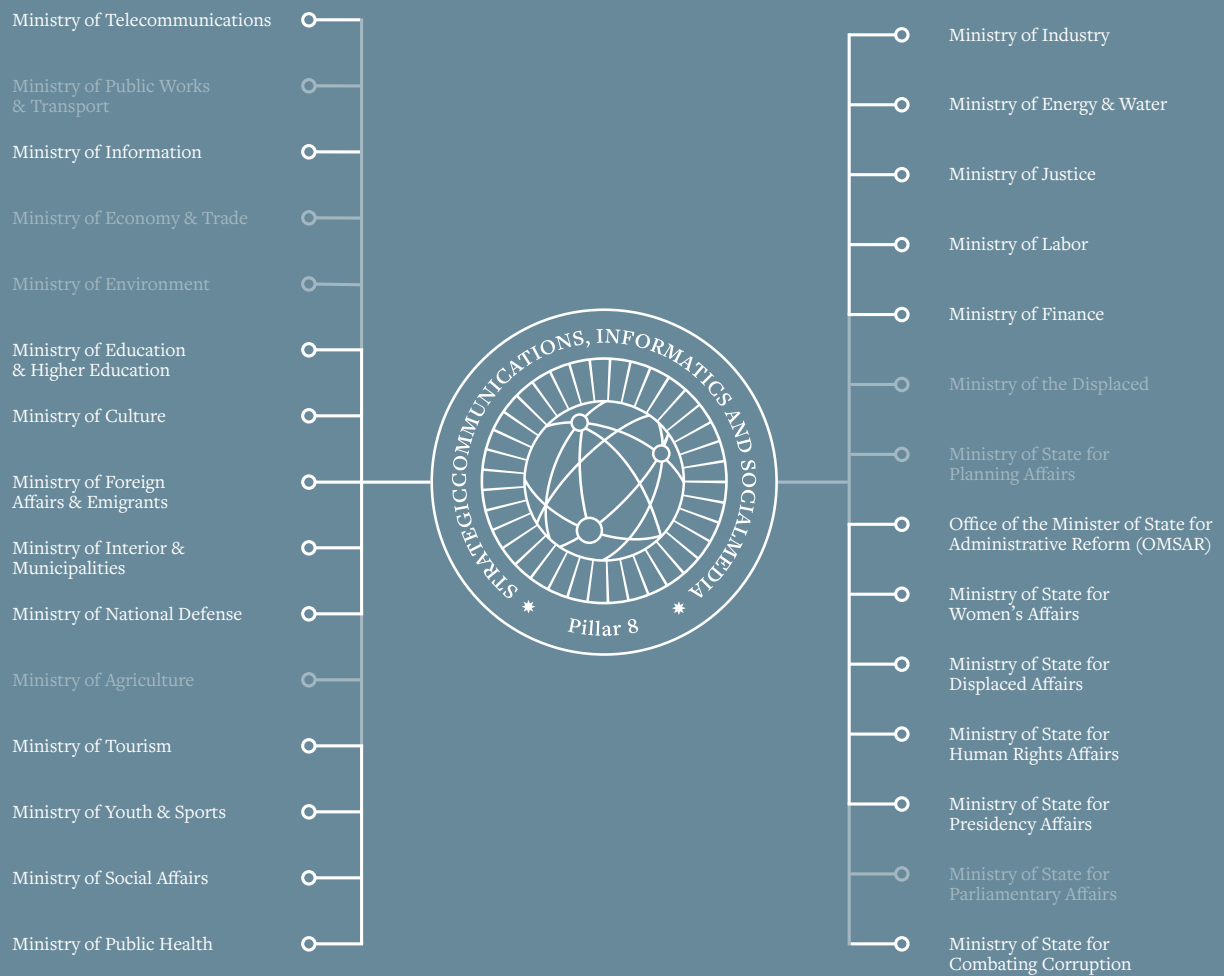 Ministry of Telecommunications
Ministry of Public Works
& Transport
Ministry of Information
Ministry of Economy & Trade
Ministry of Environment
Ministry of Education
& Higher Education
Ministry of Culture
Ministry of Foreign
Affairs & Emigrants
Ministry of Interior &
Municipalities
Ministry of National Defense
Ministry of Agriculture
Ministry of Tourism
Ministry of Youth & Sports
Ministry of Social Affairs
Ministry of Public Health
STRATEGICCOMMUNICATIONS, INFORMATICS AND SOCIALMEDIA
Pillar 8
Ministry of Industry
Ministry of Energy & Water
Ministry of Justice
Ministry of Labor
Ministry of Finance
Ministry of the Displaced
Ministry of State for
Planning Affairs
Office of the Minister of State for
Administrative Reform (OMSAR)
Ministry of State for
Women's Affairs
Ministry of State for
Displaced Affairs
Ministry of State for
Human Rights Affairs
Ministry of State for
Presidency Affairs
Ministry of State for
Parliamentary Affairs
Ministry of State for
Combating Corruption